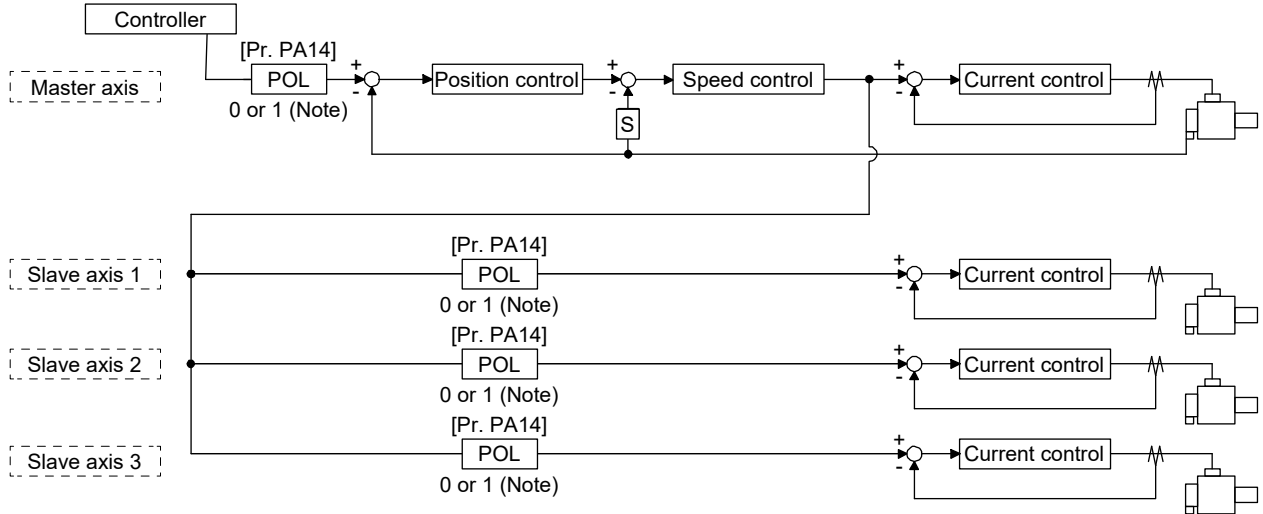 Controller
[Pr. PA14]
Master axis
POL
+
-
Position control
+
-
Speed control
+
-
Current control
0 or 1 (Note)
S
[Pr. PA14]
Slave axis 1
POL
+
-
Current control
0 or 1 (Note)
[Pr. PA14]
Slave axis 2
POL
+
-
Current control
0 or 1 (Note)
[Pr. PA14]
Slave axis 3
POL
+
-
Current control
0 or 1 (Note)